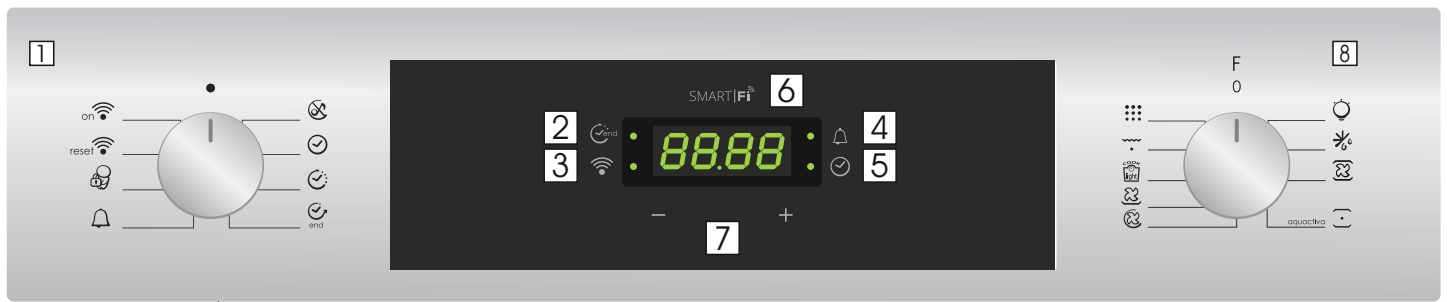 1
on
reset
end
2
end
3
SMART|Fi
6
88.88
4
5
-
+
7
F
0
8
COOK
light
aquactiva